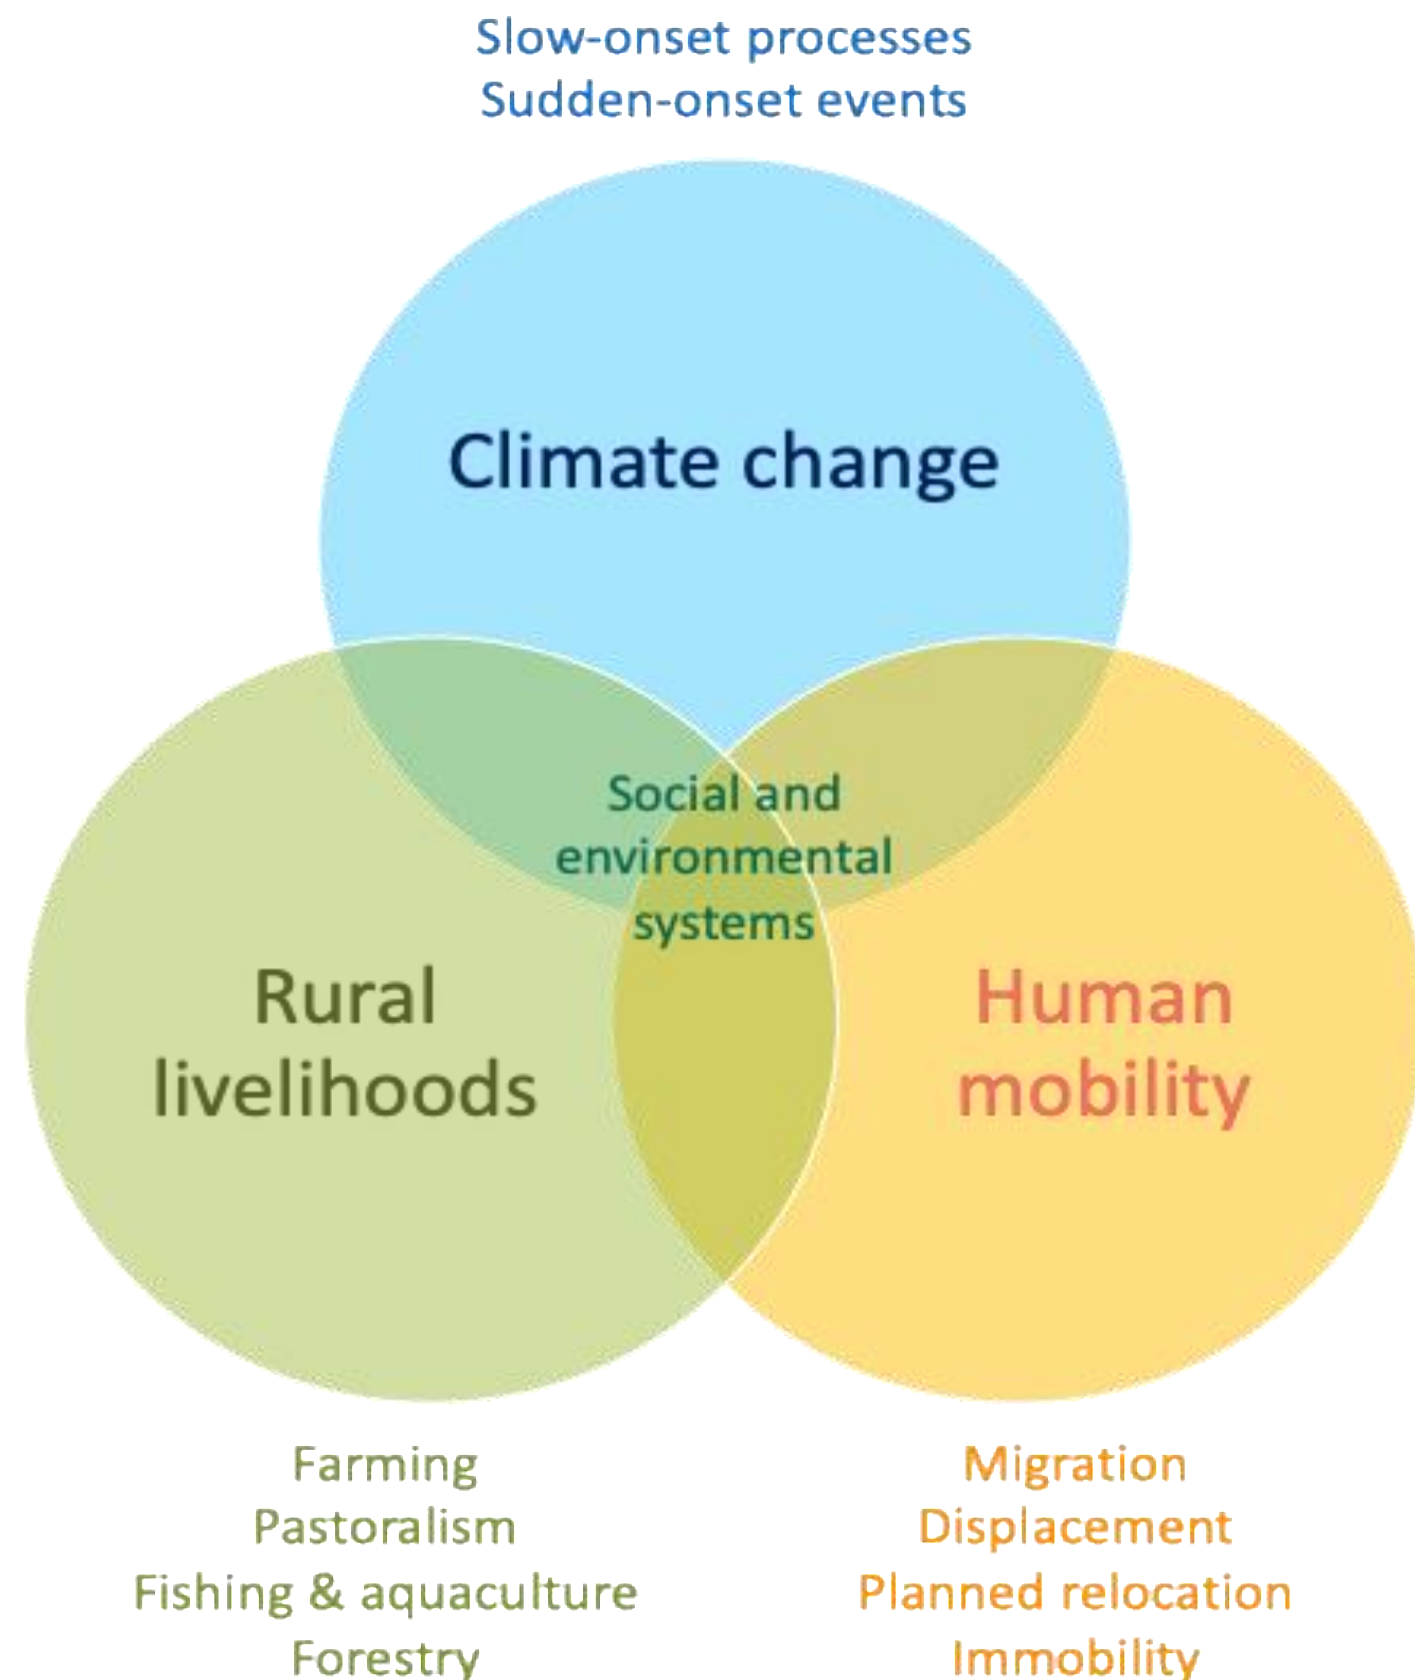 Slow-onset processes
Sudden-onset events
Climate change
Social and
environmental
systems
Rural
livelihoods
Human
mobility
Farming
Pastoralism
Fishing & aquaculture
Forestry
Migration
Displacement
Planned relocation
Immobility